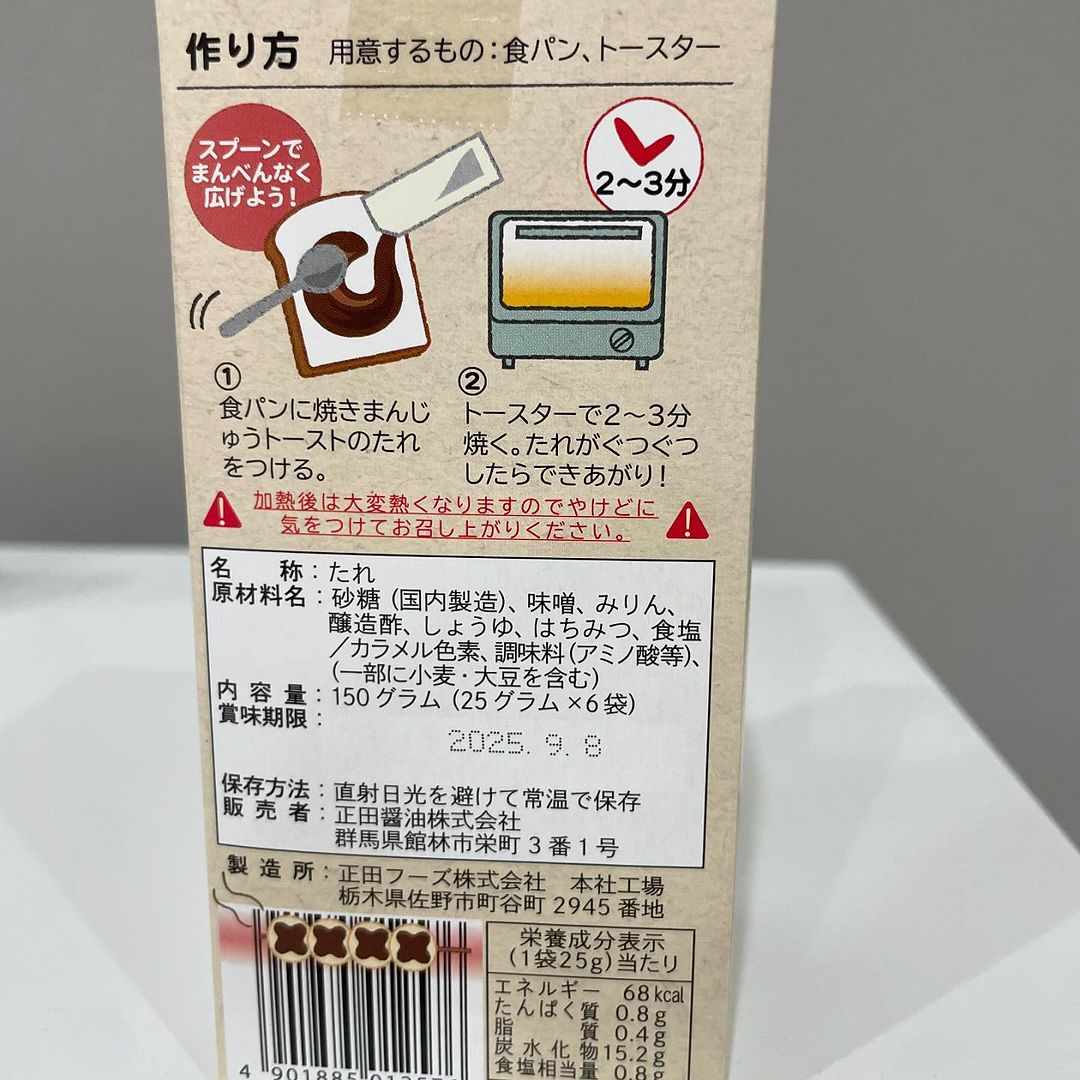 作り方 用意するもの：食パン、トースター
スプーンで
まんべんなく
広げよう！
2〜3分
①
食パンに焼きまんじ
ゅうトーストのたれ
をつける。
②
トースターで2〜3分
焼く。たれがぐつぐつ
したらできあがり！
加熱後は大変熱くなりますのでやけどに
気をつけてお召し上がりください。
名称：たれ
原材料名：砂糖（国内製造）、味噌、みりん、
醸造酢、しょうゆ、はちみつ、食塩
／カラメル色素、調味料（アミノ酸等）、
（一部に小麦・大豆を含む）
内容量：150グラム（25グラム×6袋）
賞味期限：
2025.9.8
保存方法：直射日光を避けて常温で保存
販売者：正田醤油株式会社
群馬県館林市栄町3番1号
製造所：正田フーズ株式会社 本社工場
栃木県佐野市町谷町2945番地
栄養成分表示
（1袋25g）当たり
エネルギー 68kcal
たんぱく質 0.8g
脂質 0.4g
炭水化物 15.2g
食塩相当量 0.8g
4 901885